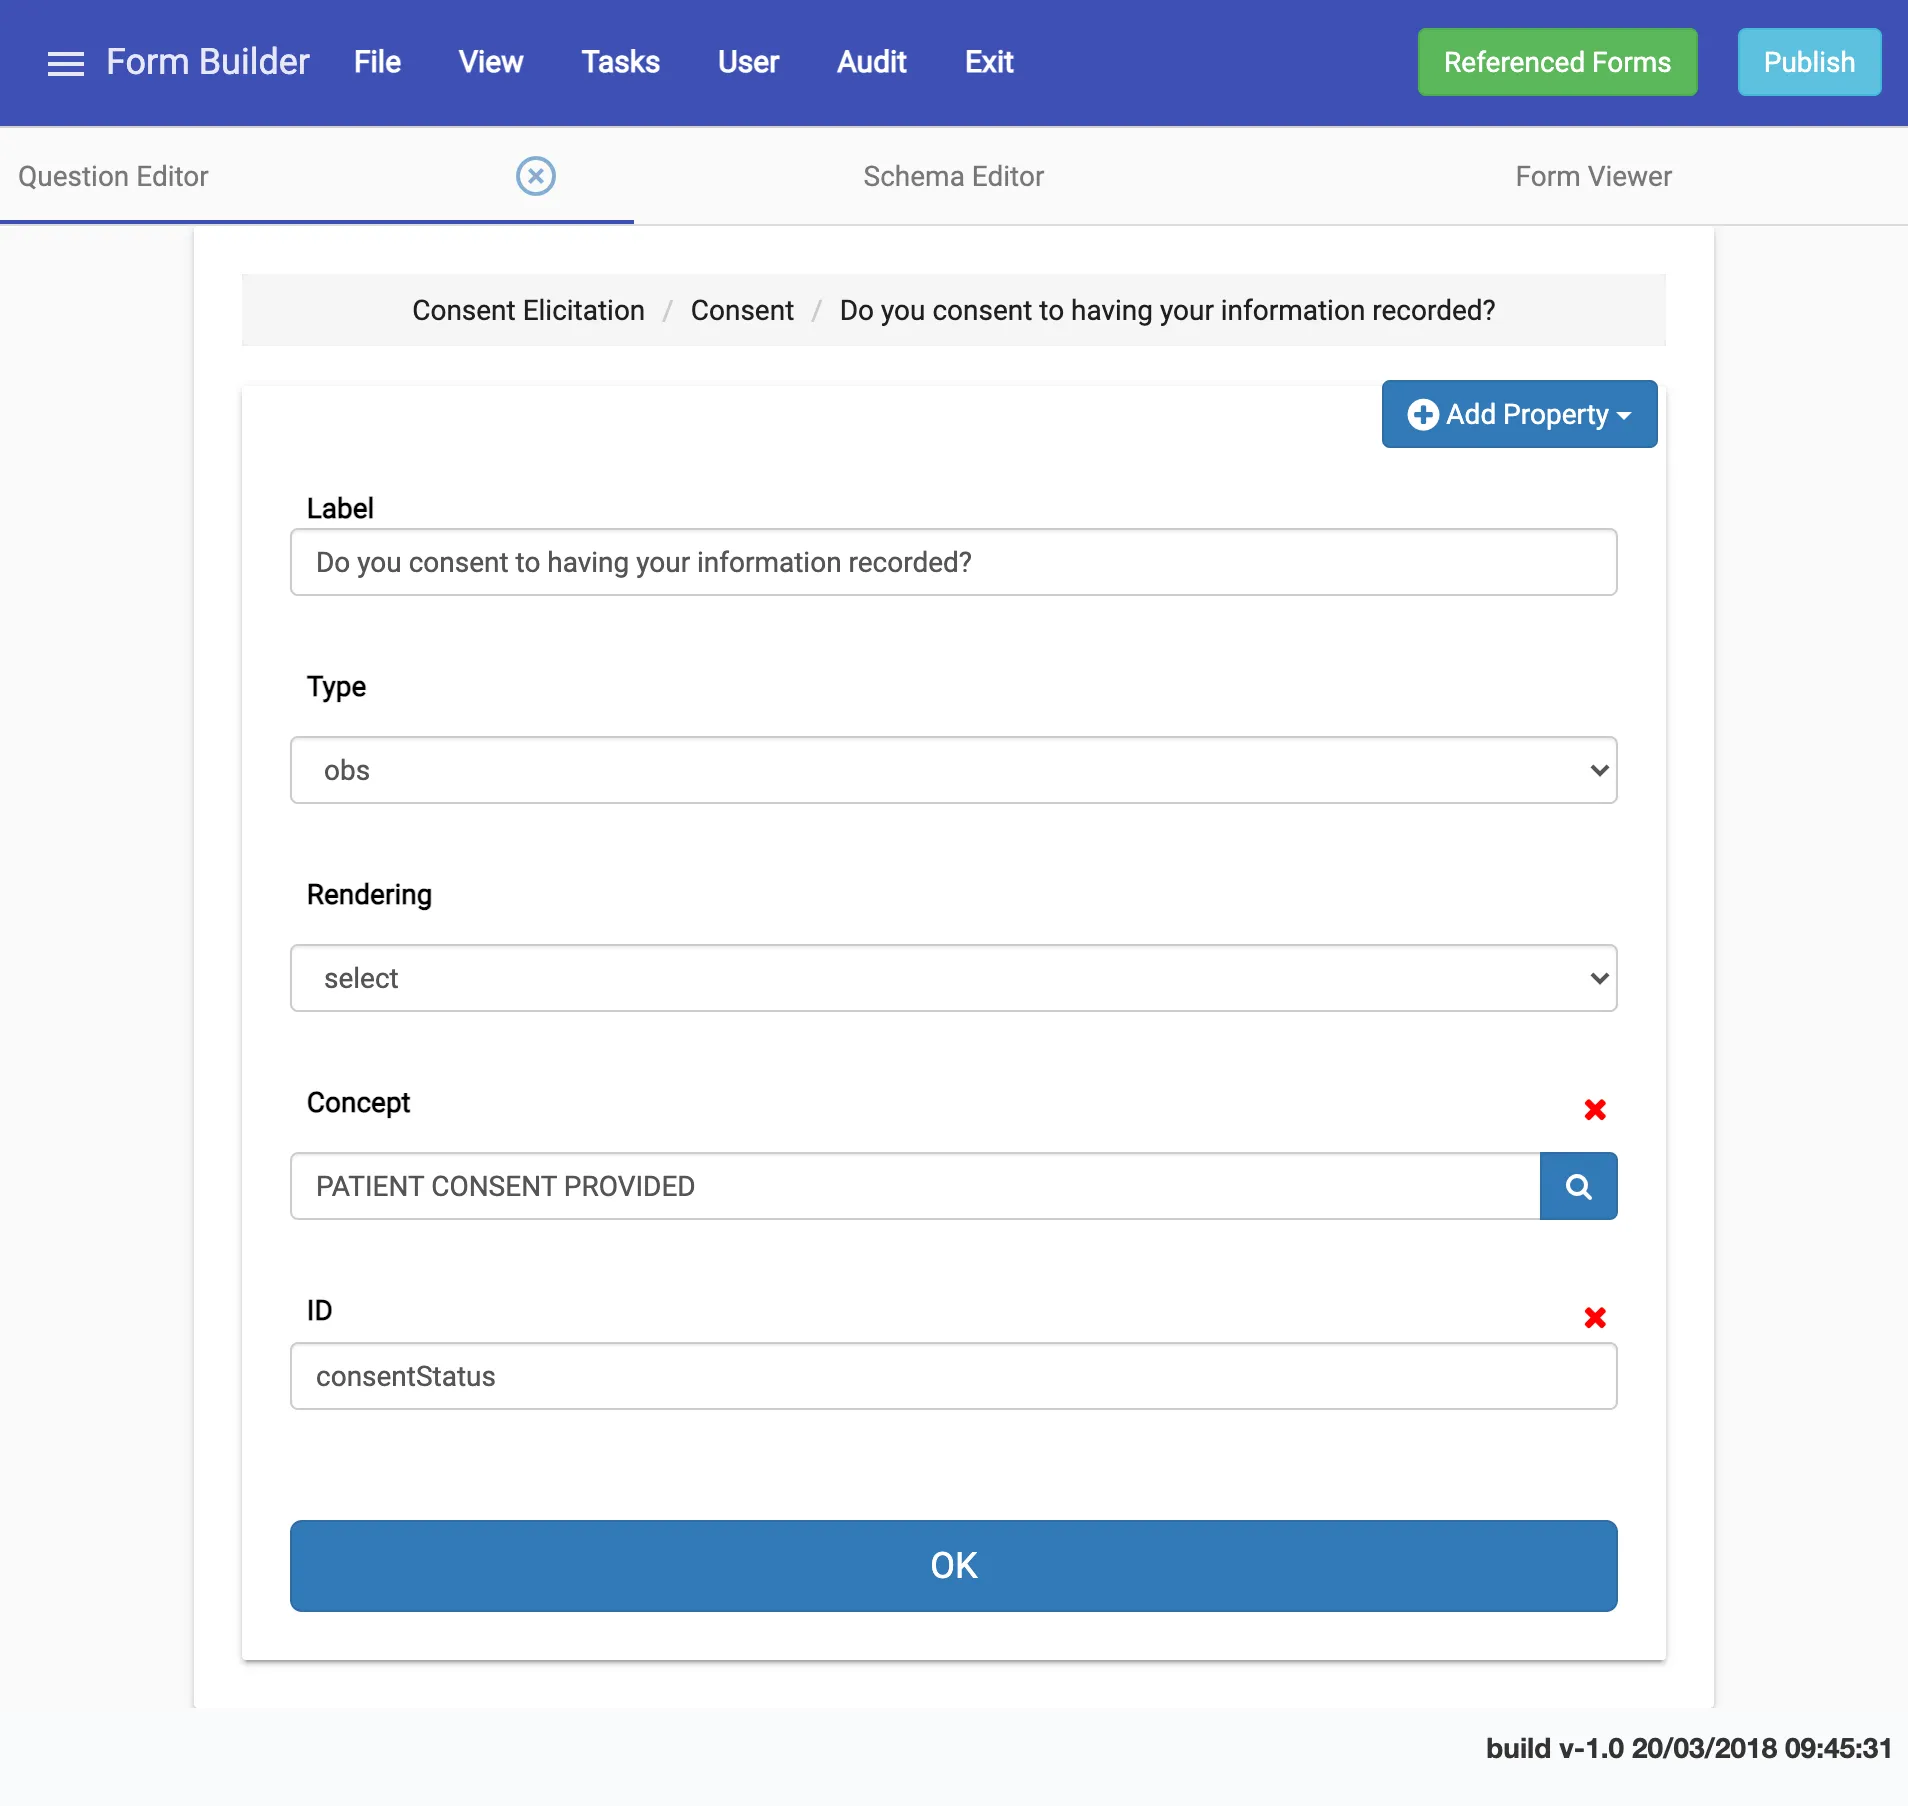 Form Builder File View Tasks User Audit Exit Referenced Forms Publish
Question Editor Schema Editor Form Viewer
Consent Elicitation / Consent / Do you consent to having your information recorded?
Add Property
Label
Do you consent to having your information recorded?
Type
obs
Rendering
select
Concept
PATIENT CONSENT PROVIDED
ID
consentStatus
OK
build v-1.0 20/03/2018 09:45:31